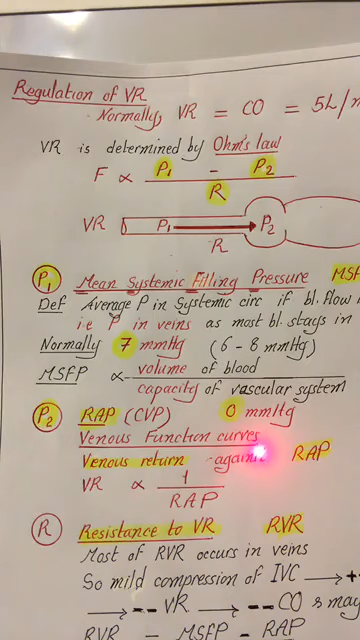 Regulation of VR
Normally, VR = CO = 5L/m
VR is determined by Ohm's law
F ∝ P₁ - P₂
R
VR P₁ P₂
R
P₁ Mean Systemic Filling Pressure MSF
Def Average P in Systemic circ if bl. flow
i.e P in veins as most bl. stays in
Normally 7 mmHg (6 - 8 mmHg)
MSFP ∝ volume of blood
capacity of vascular system
P₂ RAP (CVP) 0 mmHg
Venous Function curves
Venous return against RAP
VR ∝ 1
RAP
R Resistance to VR RVR
Most of RVR occurs in veins
So mild compression of IVC → +
→ -- VR → -- CO & may
RVR MSFP - RAP